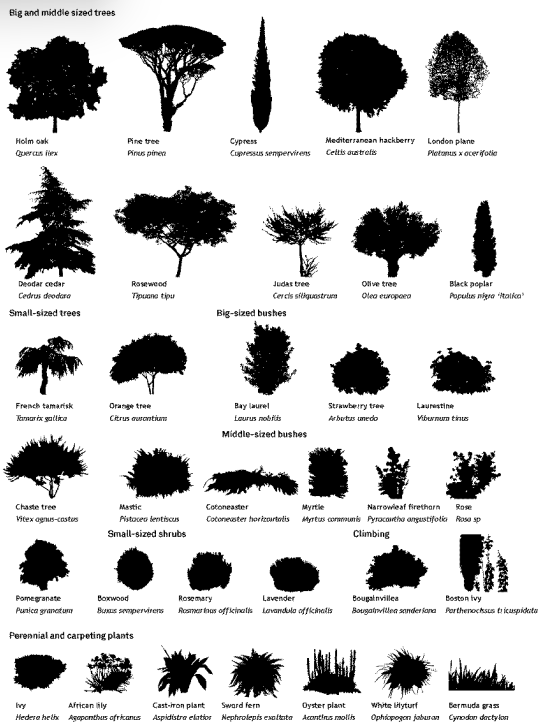 Big and middle sized trees
Holm oak
Quercus ilex
Pine tree
Pinus pinea
Cypress
Cupressus sempervirens
Mediterranean hackberry
Celtis australis
London plane
Platanus x acerifolia
Deodar cedar
Cedrus deodara
Rosewood
Tipuana tipu
Judas tree
Cercis siliquastrum
Olive tree
Olea europaea
Black poplar
Populus nigra ‘Italica’
Small-sized trees
Big-sized bushes
French tamarisk
Tamarix gallica
Orange tree
Citrus aurantium
Bay laurel
Laurus nobilis
Strawberry tree
Arbutus unedo
Laurestine
Viburnum tinus
Middle-sized bushes
Chaste tree
Vitex agnus-castus
Mastic
Pistacea lentiscus
Cotoneaster
Cotoneaster horizontalis
Myrtle
Myrtus communis
Narrowleaf firethorn
Pyracantha angustifolia
Rose
Rosa sp
Small-sized shrubs
Climbing
Pomegranate
Punica granatum
Boxwood
Buxus sempervirens
Rosemary
Rosmarinus officinalis
Lavender
Lavandula officinalis
Bougainvillea
Bougainvillea sanderiana
Boston ivy
Parthenocissus tricuspidata
Perennial and carpeting plants
Ivy
Hedera helix
African lily
Agapanthus africanus
Cast-iron plant
Aspidistra elatior
Sword fern
Nephrolepis exaltata
Oyster plant
Acanthus mollis
White lilyturf
Ophiopogon jaburan
Bermuda grass
Cynodon dactylon